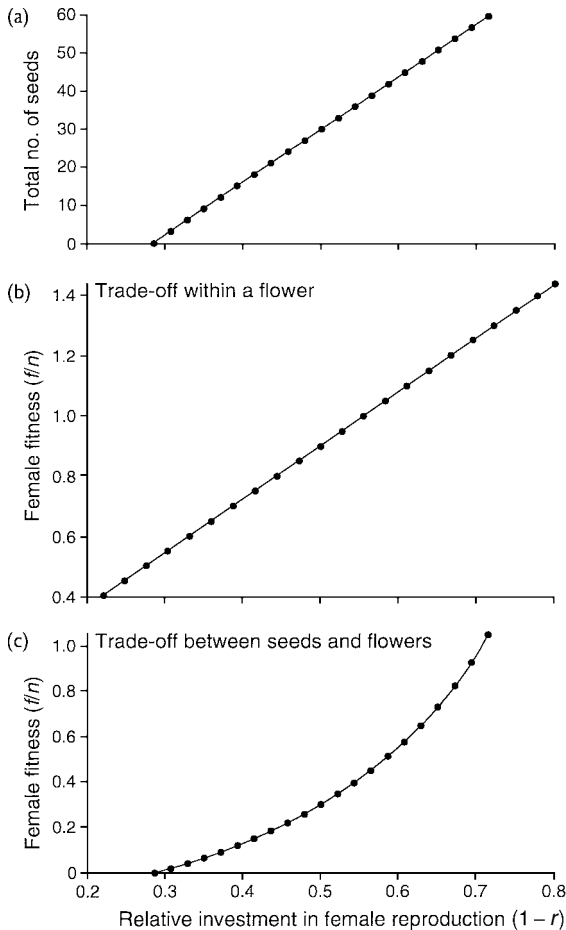 (a)
Total no. of seeds
60
50
40
30
20
10
0
(b)
Trade-off within a flower
Female fitness (f/n)
1.4
1.2
1.0
0.8
0.6
0.4
(c)
Trade-off between seeds and flowers
Female fitness (f/n)
1.0
0.8
0.6
0.4
0.2
0
0.2 0.3 0.4 0.5 0.6 0.7 0.8
Relative investment in female reproduction (1 – r)